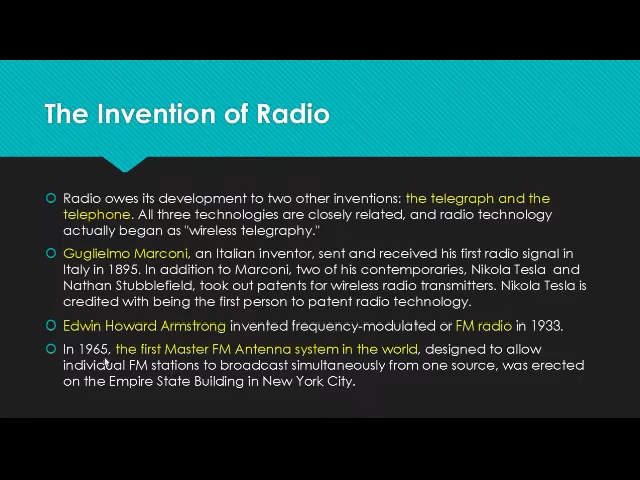 The Invention of Radio
Radio owes its development to two other inventions: the telegraph and the
telephone. All three technologies are closely related, and radio technology
actually began as "wireless telegraphy."
Guglielmo Marconi, an Italian inventor, sent and received his first radio signal in
Italy in 1895. In addition to Marconi, two of his contemporaries, Nikola Tesla and
Nathan Stubblefield, took out patents for wireless radio transmitters. Nikola Tesla is
credited with being the first person to patent radio technology.
Edwin Howard Armstrong invented frequency-modulated or FM radio in 1933.
In 1965, the first Master FM Antenna system in the world, designed to allow
individual FM stations to broadcast simultaneously from one source, was erected
on the Empire State Building in New York City.